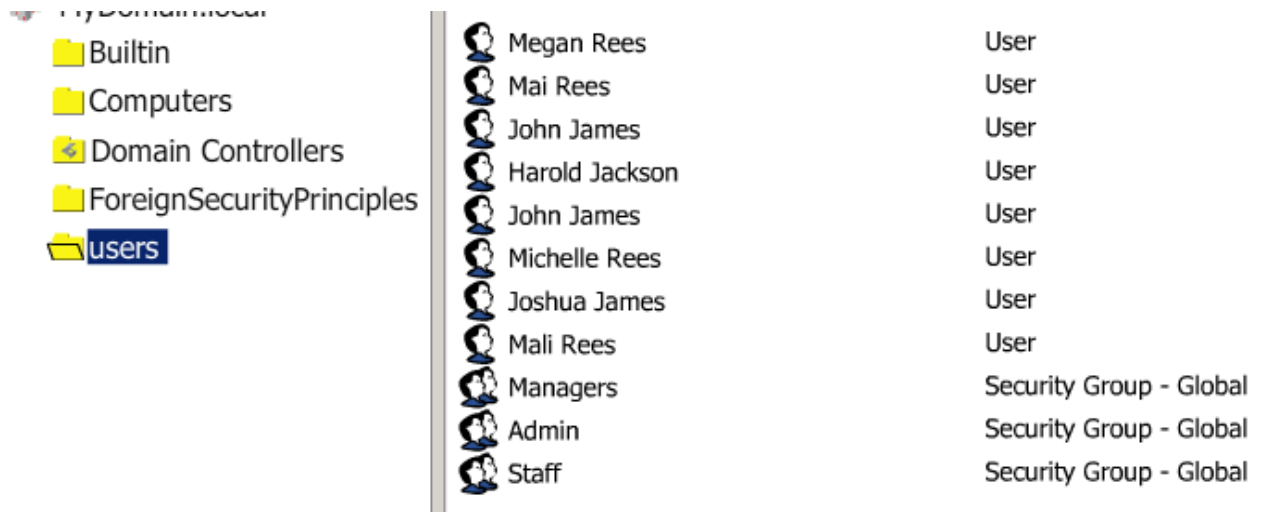 MyDomain.local
Builtin
Computers
Domain Controllers
ForeignSecurityPrinciples
users
Megan Rees User
Mai Rees User
John James User
Harold Jackson User
John James User
Michelle Rees User
Joshua James User
Mali Rees User
Managers Security Group - Global
Admin Security Group - Global
Staff Security Group - Global